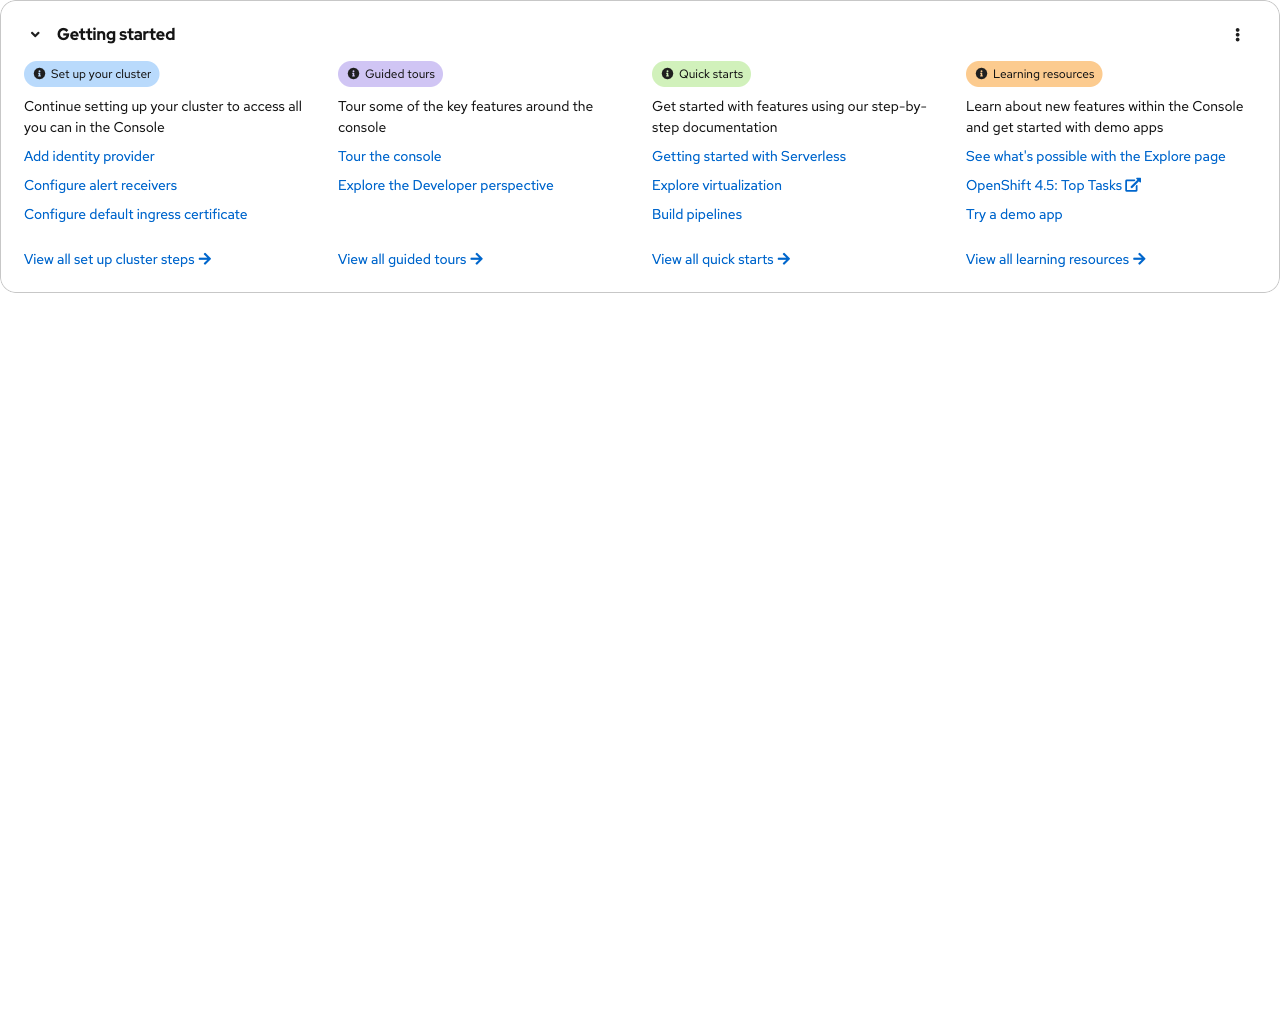 Getting started
Set up your cluster
Continue setting up your cluster to access all
you can in the Console
Add identity provider
Configure alert receivers
Configure default ingress certificate
View all set up cluster steps
Guided tours
Tour some of the key features around the
console
Tour the console
Explore the Developer perspective
View all guided tours
Quick starts
Get started with features using our step-by-
step documentation
Getting started with Serverless
Explore virtualization
Build pipelines
View all quick starts
Learning resources
Learn about new features within the Console
and get started with demo apps
See what's possible with the Explore page
OpenShift 4.5: Top Tasks
Try a demo app
View all learning resources